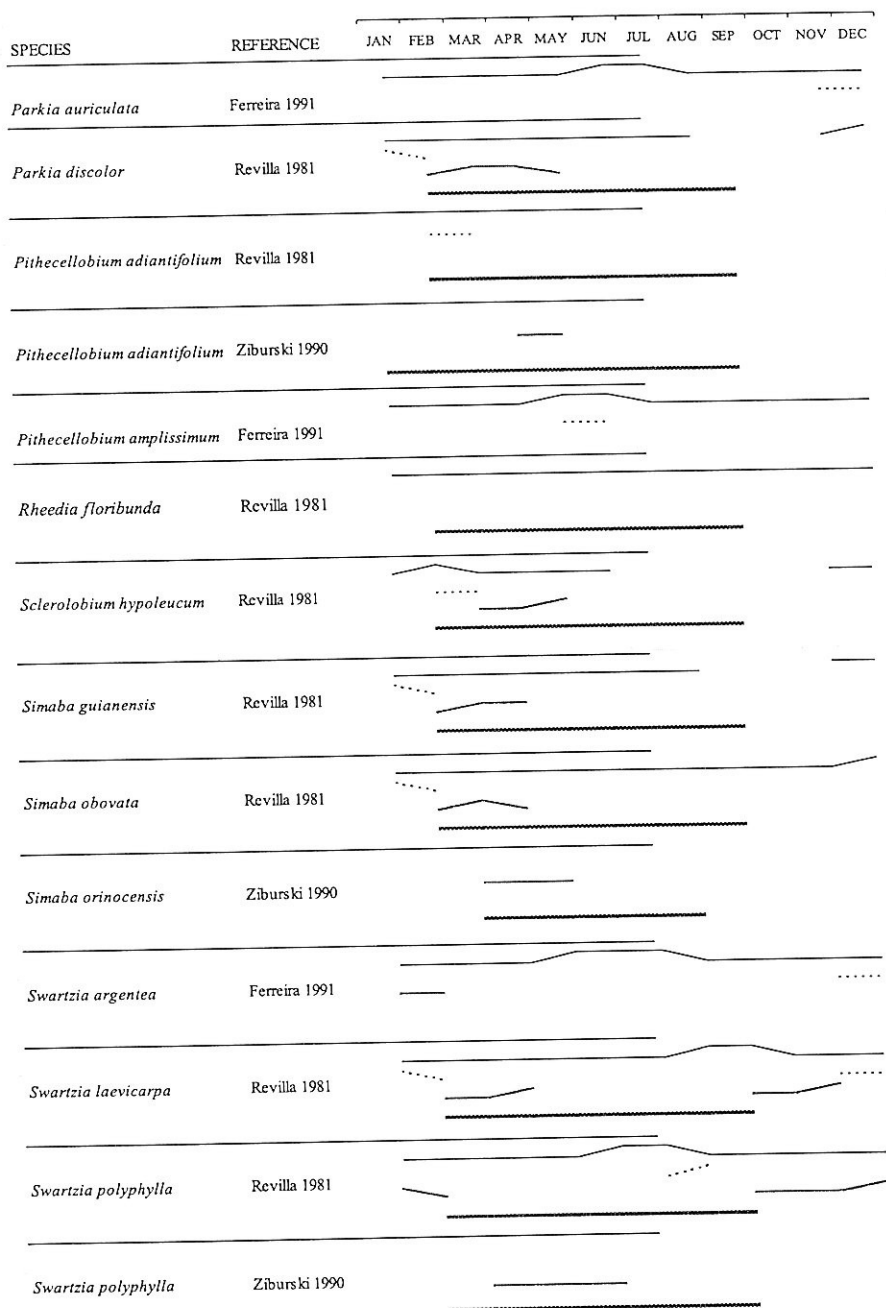 SPECIES REFERENCE JAN FEB MAR APR MAY JUN JUL AUG SEP OCT NOV DEC
Parkia auriculata Ferreira 1991
Parkia discolor Revilla 1981
Pithecellobium adiantifolium Revilla 1981
Pithecellobium adiantifolium Ziburski 1990
Pithecellobium amplissimum Ferreira 1991
Rheedia floribunda Revilla 1981
Sclerolobium hypoleucum Revilla 1981
Simaba guianensis Revilla 1981
Simaba obovata Revilla 1981
Simaba orinocensis Ziburski 1990
Swartzia argentea Ferreira 1991
Swartzia laevicarpa Revilla 1981
Swartzia polyphylla Revilla 1981
Swartzia polyphylla Ziburski 1990